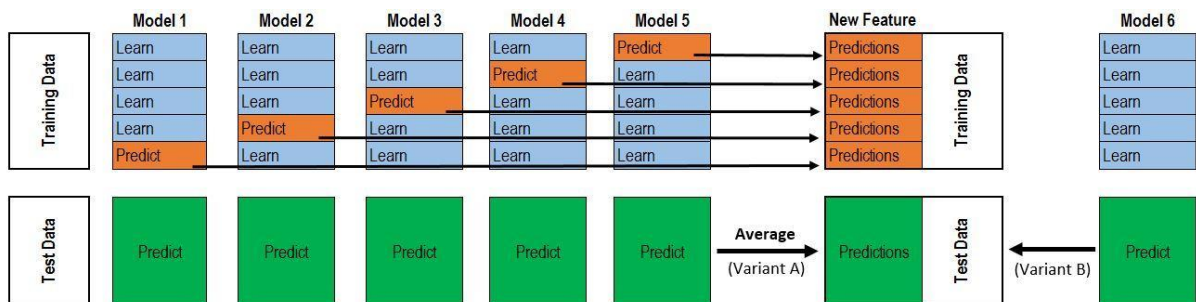 Model 1 Model 2 Model 3 Model 4 Model 5 New Feature Model 6
Training Data
Learn Learn Learn Learn Predict Predictions Learn
Learn Learn Learn Predict Learn Predictions Learn
Learn Learn Predict Learn Learn Predictions Learn
Learn Predict Learn Learn Learn Predictions Learn
Predict Learn Learn Learn Learn Predictions Learn
Training Data
Test Data
Predict Predict Predict Predict Predict
Average
(Variant A)
Predictions
Test Data
(Variant B)
Predict